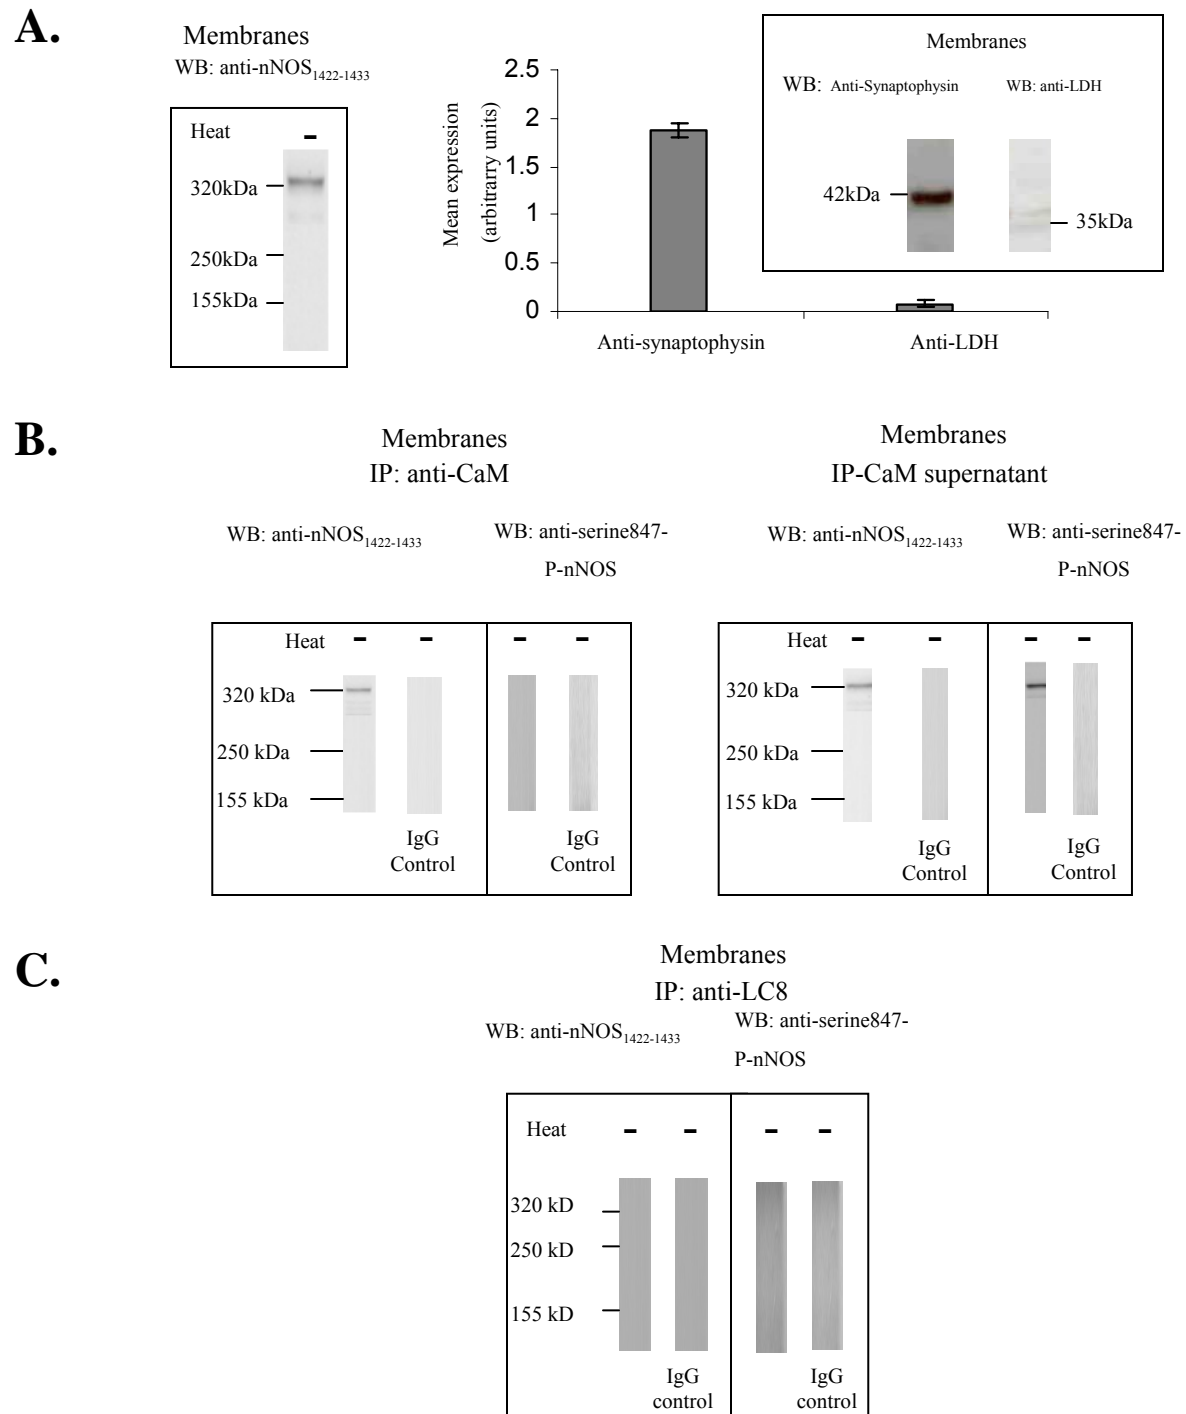 A.
Membranes
WB: anti-nNOS1422-1433
Heat -
320kDa
250kDa
155kDa
Mean expression
(arbitrarry units)
2.5
2
1.5
1
0.5
0
Anti-synaptophysin Anti-LDH
Membranes
WB: Anti-Synaptophysin WB: anti-LDH
42kDa
35kDa
B.
Membranes
IP: anti-CaM
WB: anti-nNOS1422-1433
WB: anti-serine847-
P-nNOS
Heat - - - -
320 kDa
250 kDa
155 kDa
IgG
Control
IgG
Control
Membranes
IP-CaM supernatant
WB: anti-nNOS1422-1433
WB: anti-serine847-
P-nNOS
Heat - - - -
320 kDa
250 kDa
155 kDa
IgG
Control
IgG
Control
C.
Membranes
IP: anti-LC8
WB: anti-nNOS1422-1433
WB: anti-serine847-
P-nNOS
Heat - - - -
320 kD
250 kD
155 kD
IgG
control
IgG
control